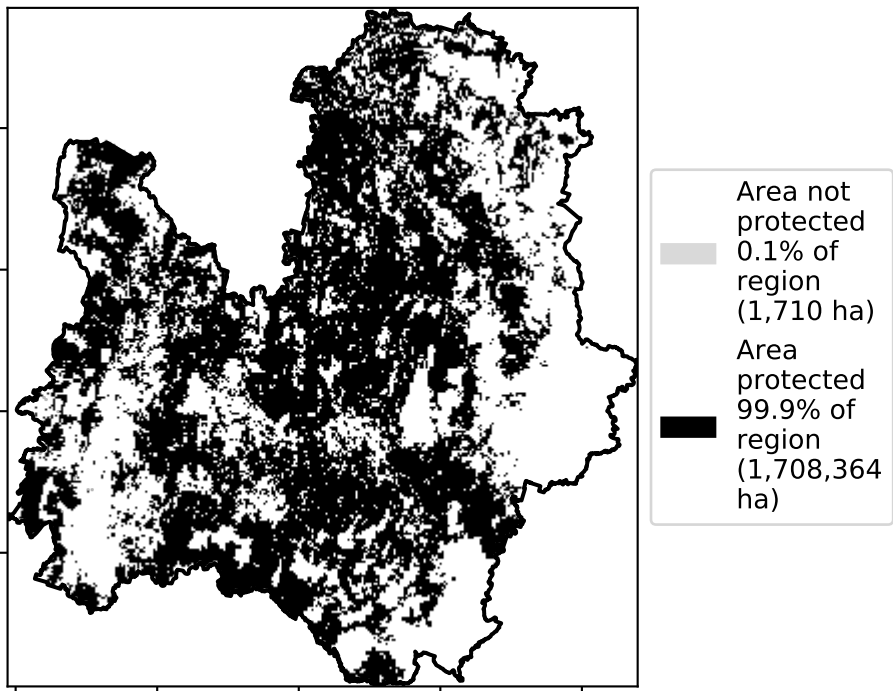 Area not
protected
0.1% of
region
(1,710 ha)
Area
protected
99.9% of
region
(1,708,364
ha)